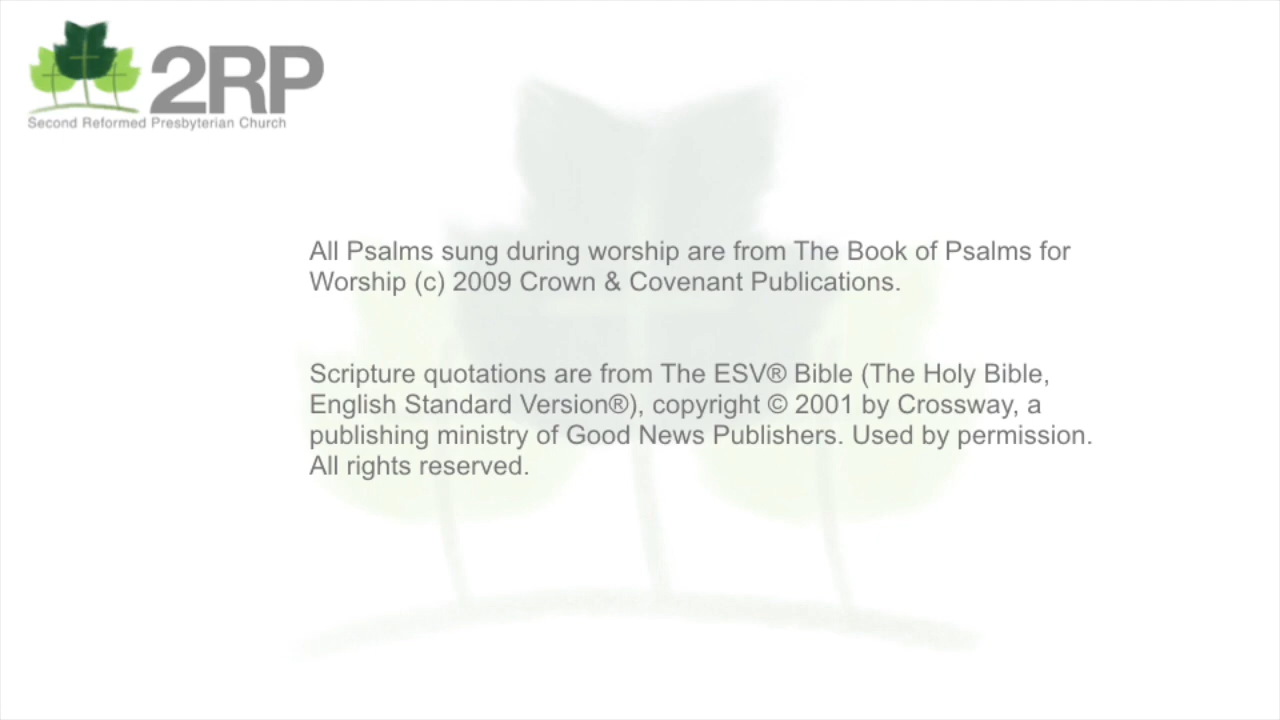 2RP
Second Reformed Presbyterian Church
All Psalms sung during worship are from The Book of Psalms for
Worship (c) 2009 Crown & Covenant Publications.
Scripture quotations are from The ESV® Bible (The Holy Bible,
English Standard Version®), copyright © 2001 by Crossway, a
publishing ministry of Good News Publishers. Used by permission.
All rights reserved.